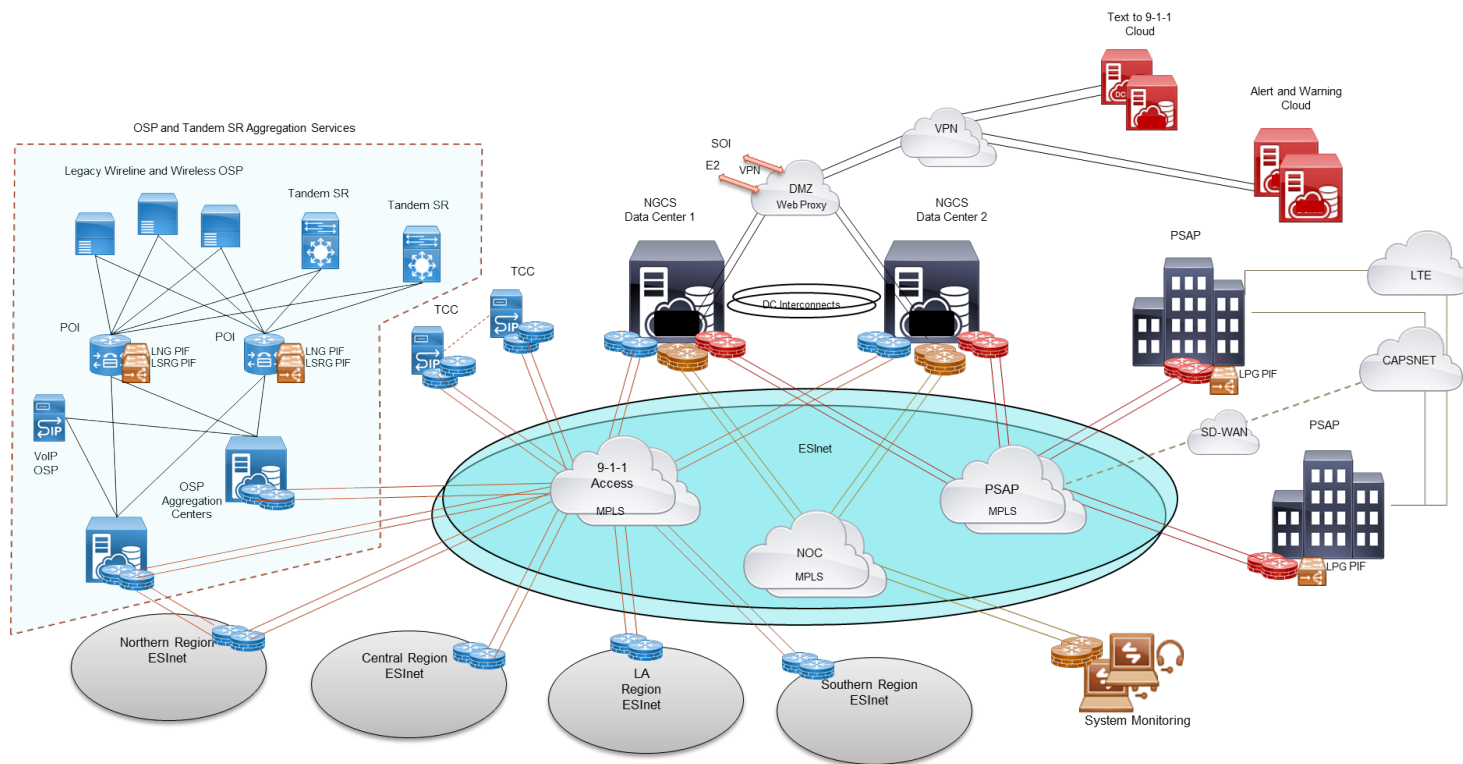 Text to 9-1-1
Cloud
DC
Alert and Warning
Cloud
OSP and Tandem SR Aggregation Services
VPN
SOI
E2
VPN
DMZ
Web Proxy
Legacy Wireline and Wireless OSP
Tandem SR
Tandem SR
NGCS
Data Center 1
NGCS
Data Center 2
PSAP
LTE
TCC
TCC
SIP
SIP
DC Interconnects
POI
POI
LNG PIF
LSRG PIF
LNG PIF
LSRG PIF
CAPSNET
LPG PIF
SIP
VoIP
OSP
SD-WAN
PSAP
ESInet
9-1-1
Access
MPLS
PSAP
MPLS
OSP
Aggregation
Centers
NOC
MPLS
LPG PIF
Northern Region
ESInet
Central Region
ESInet
LA
Region
ESInet
Southern Region
ESInet
System Monitoring